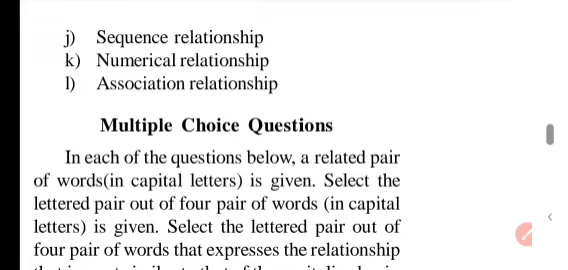 j) Sequence relationship
k) Numerical relationship
l) Association relationship
Multiple Choice Questions
In each of the questions below, a related pair
of words(in capital letters) is given. Select the
lettered pair out of four pair of words (in capital
letters) is given. Select the lettered pair out of
four pair of words that expresses the relationship